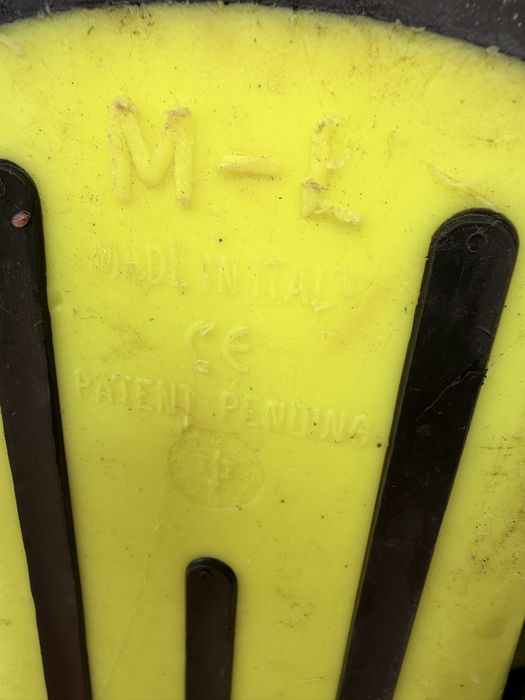 M-L
MADE IN ITALY
CE
PATENT PENDING